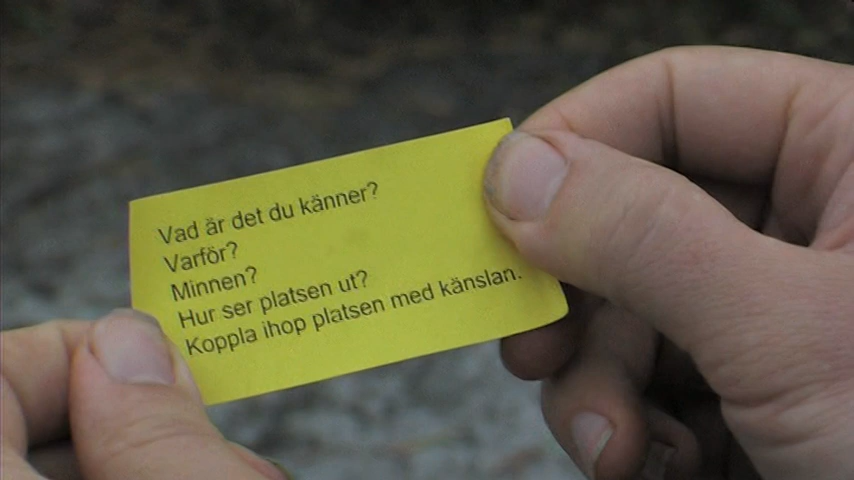 Vad är det du känner?
Varför?
Minnen?
Hur ser platsen ut?
Koppla ihop platsen med känslan.